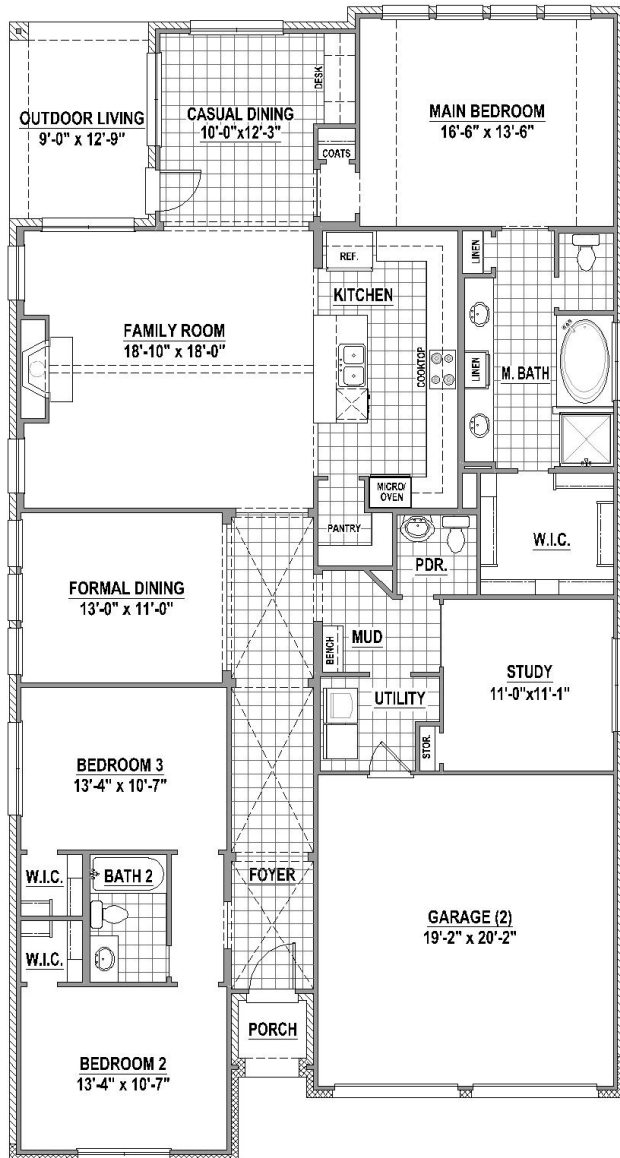 OUTDOOR LIVING
9'-0" x 12'-9"
CASUAL DINING
10'-0"x12'-3"
DESK
COATS
MAIN BEDROOM
16'-6" x 13'-6"
REF.
KITCHEN
LINEN
FAMILY ROOM
18'-10" x 18'-0"
COOKTOP
LINEN
M. BATH
MICRO/
OVEN
PANTRY
W.I.C.
PDR.
FORMAL DINING
13'-0" x 11'-0"
MUD
BENCH
STUDY
11'-0"x11'-1"
UTILITY
STOR.
BEDROOM 3
13'-4" x 10'-7"
W.I.C.
BATH 2
FOYER
GARAGE (2)
19'-2" x 20'-2"
W.I.C.
PORCH
BEDROOM 2
13'-4" x 10'-7"